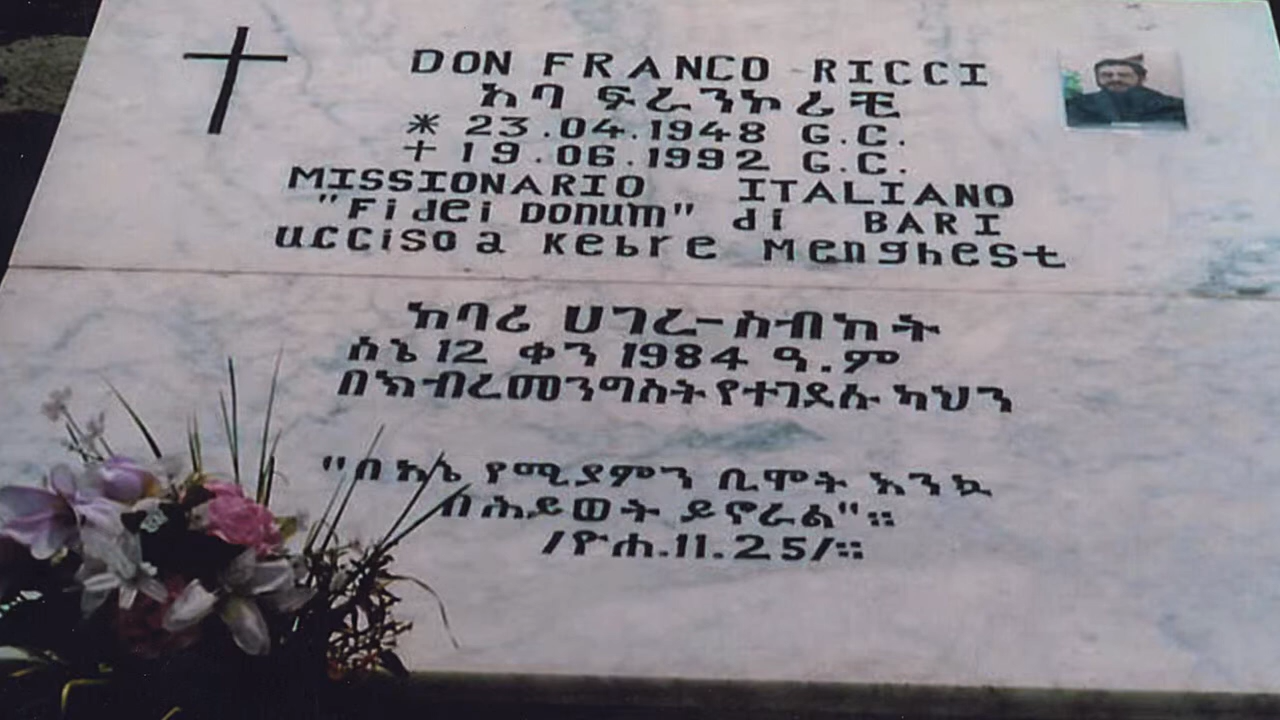 DON FRANCO RICCI
አባ ፍራንኮ ሪቺ
* 23.04.1948 G.C.
+ 19.06.1992 G.C.
MISSIONARIO ITALIANO
"Fidei Donum" di BARI
ucciso a Kebre Menghest
ከባሪ ሀገረ-ስብከት
ሰኔ 12 ቀን 1984 ዓ.ም
በክብረመንግስት የተገደሉ ካህን
"በእኔ የሚያምን ቢሞት እንኳ
በሕይወት ይኖራል"።።
/ዮሐ.11.25/።።